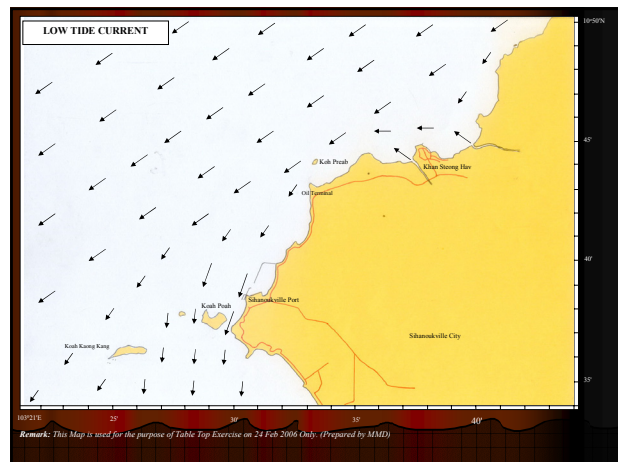 LOW TIDE CURRENT
10°50'N
45'
Khan Steong Hav
Koh Preab
Oil Terminal
40'
Koah Poah
Sihanoukville Port
Sihanoukville City
Koah Kaong Kang
35'
103°21'E
25'
30'
35'
40'
Remark: This Map is used for the purpose of Table Top Exercise on 24 Feb 2006 Only. (Prepared by MMD)